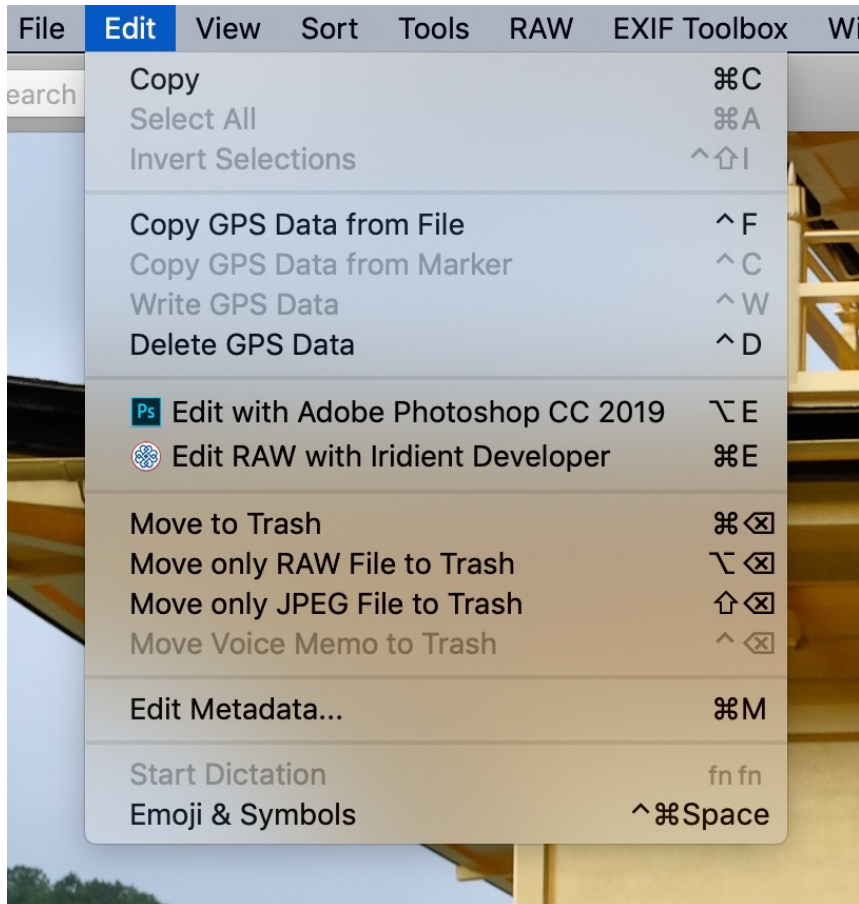 File Edit View Sort Tools RAW EXIF Toolbox
earch
Copy ⌘C
Select All ⌘A
Invert Selections ^⇧I
Copy GPS Data from File ^F
Copy GPS Data from Marker ^C
Write GPS Data ^W
Delete GPS Data ^D
Ps Edit with Adobe Photoshop CC 2019 ⌥E
Edit RAW with Iridient Developer ⌘E
Move to Trash ⌘⌫
Move only RAW File to Trash ⌥⌫
Move only JPEG File to Trash ⇧⌫
Move Voice Memo to Trash ^⌫
Edit Metadata... ⌘M
Start Dictation fn fn
Emoji & Symbols ^⌘Space